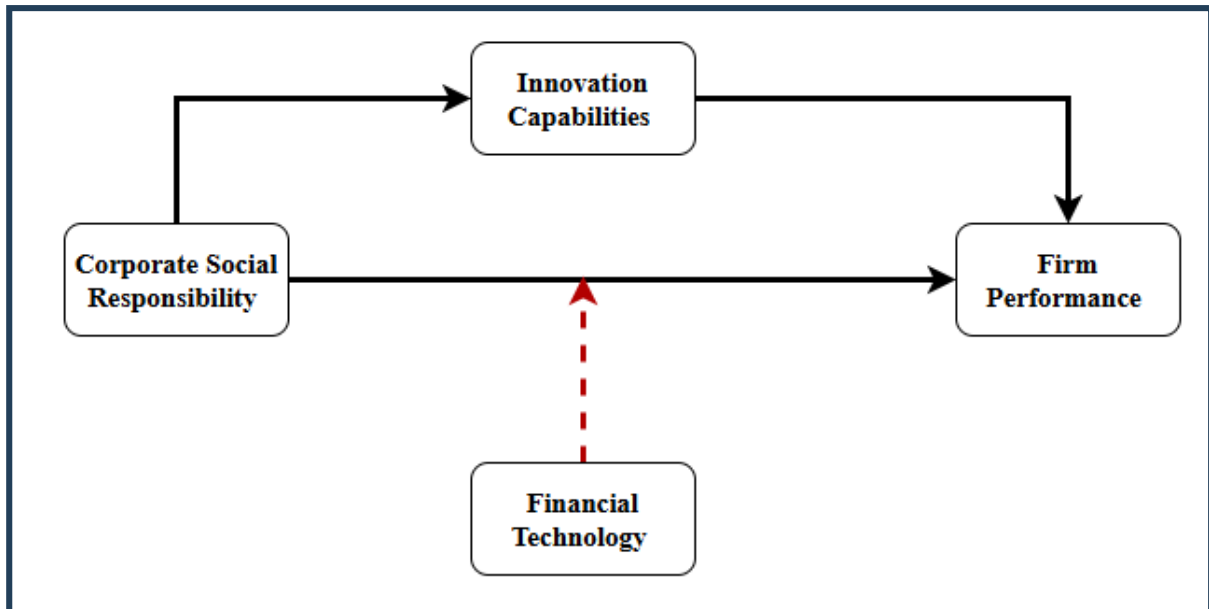 Innovation
Capabilities
Corporate Social
Responsibility
Firm
Performance
Financial
Technology